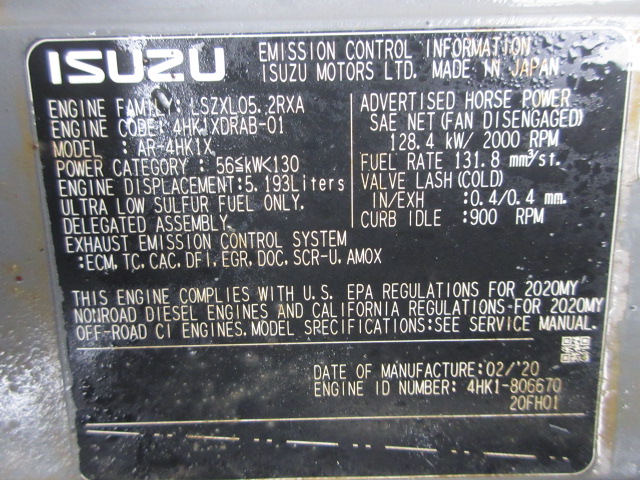 ISUZU
EMISSION CONTROL INFORMATION
ISUZU MOTORS LTD. MADE IN JAPAN
ENGINE FAMILY: LSZXL05.2RXA
ENGINE CODE: 4HK1XDRAB-01
MODEL : AR-4HK1X
POWER CATEGORY : 56≦kW<130
ENGINE DISPLACEMENT:5.193Liters
ULTRA LOW SULFUR FUEL ONLY.
DELEGATED ASSEMBLY.
EXHAUST EMISSION CONTROL SYSTEM
:ECM,TC,CAC,DFI,EGR,DOC,SCR-U,AMOX
ADVERTISED HORSE POWER
SAE NET(FAN DISENGAGED)
128.4 kW/ 2000 RPM
FUEL RATE 131.8 mm³/st.
VALVE LASH(COLD)
IN/EXH :0.4/0.4 mm.
CURB IDLE :900 RPM
THIS ENGINE COMPLIES WITH U.S. EPA REGULATIONS FOR 2020MY
NONROAD DIESEL ENGINES AND CALIFORNIA REGULATIONS FOR 2020MY
OFF-ROAD CI ENGINES.MODEL SPECIFICATIONS:SEE SERVICE MANUAL.
DATE OF MANUFACTURE:02/'20
ENGINE ID NUMBER: 4HK1-806670
20FH01